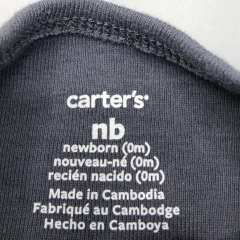 carter's
nb
newborn (0m)
nouveau-né (0m)
recién nacido (0m)
Made in Cambodia
Fabriqué au Cambodge
Hecho en Camboya